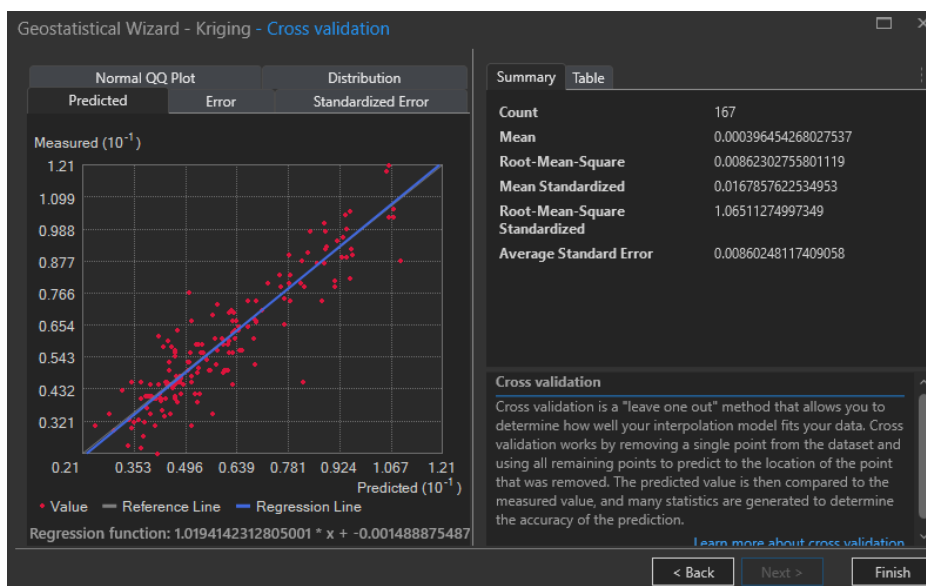 Geostatistical Wizard - Kriging - Cross validation
Normal QQ Plot Distribution
Predicted Error Standardized Error
Measured (10⁻¹)
1.21
1.099
0.988
0.877
0.766
0.654
0.543
0.432
0.321
0.21 0.353 0.496 0.639 0.781 0.924 1.067 1.21
Predicted (10⁻¹)
Value Reference Line Regression Line
Regression function: 1.0194142312805001 * x + -0.001488875487
Summary Table
Count 167
Mean 0.000396454268027537
Root-Mean-Square 0.00862302755801119
Mean Standardized 0.0167857622534953
Root-Mean-Square
Standardized 1.06511274997349
Average Standard Error 0.00860248117409058
Cross validation
Cross validation is a "leave one out" method that allows you to
determine how well your interpolation model fits your data. Cross
validation works by removing a single point from the dataset and
using all remaining points to predict to the location of the point
that was removed. The predicted value is then compared to the
measured value, and many statistics are generated to determine
the accuracy of the prediction.
Learn more about cross validation
< Back Next > Finish